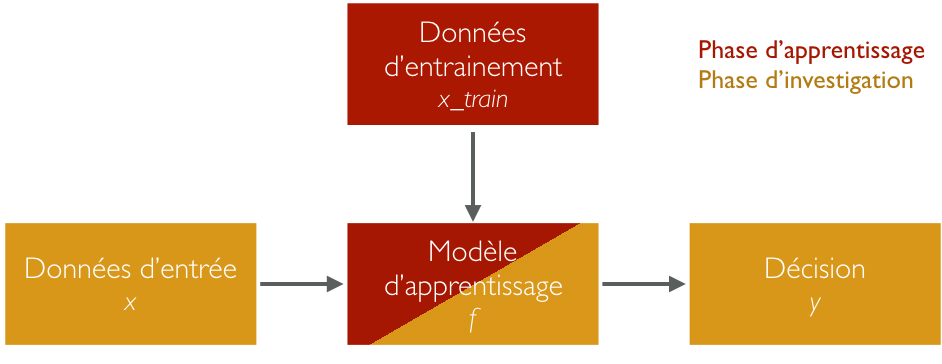 Données
d'entrainement
x_train
Phase d'apprentissage
Phase d'investigation
Données d'entrée
x
Modèle
d'apprentissage
f
Décision
y